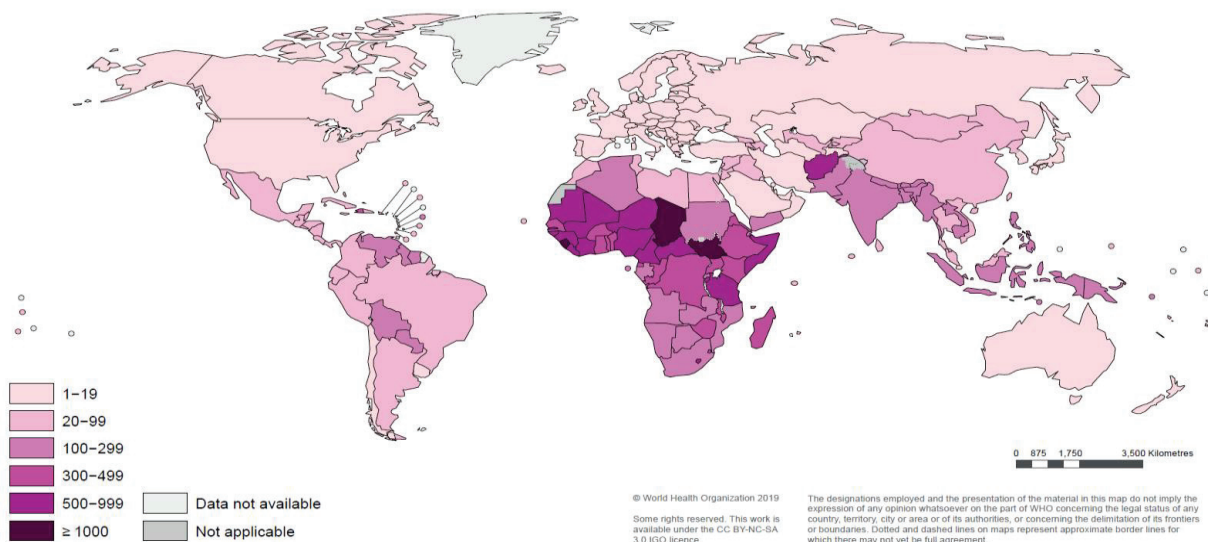 1−19
20−99
100−299
300−499
500−999
≥ 1000
Data not available
Not applicable
0 875 1,750 3,500 Kilometres
© World Health Organization 2019
Some rights reserved. This work is
available under the CC BY-NC-SA
3.0 IGO licence.
The designations employed and the presentation of the material in this map do not imply the
expression of any opinion whatsoever on the part of WHO concerning the legal status of any
country, territory, city or area or of its authorities, or concerning the delimitation of its frontiers
or boundaries. Dotted and dashed lines on maps represent approximate border lines for
which there may not yet be full agreement.